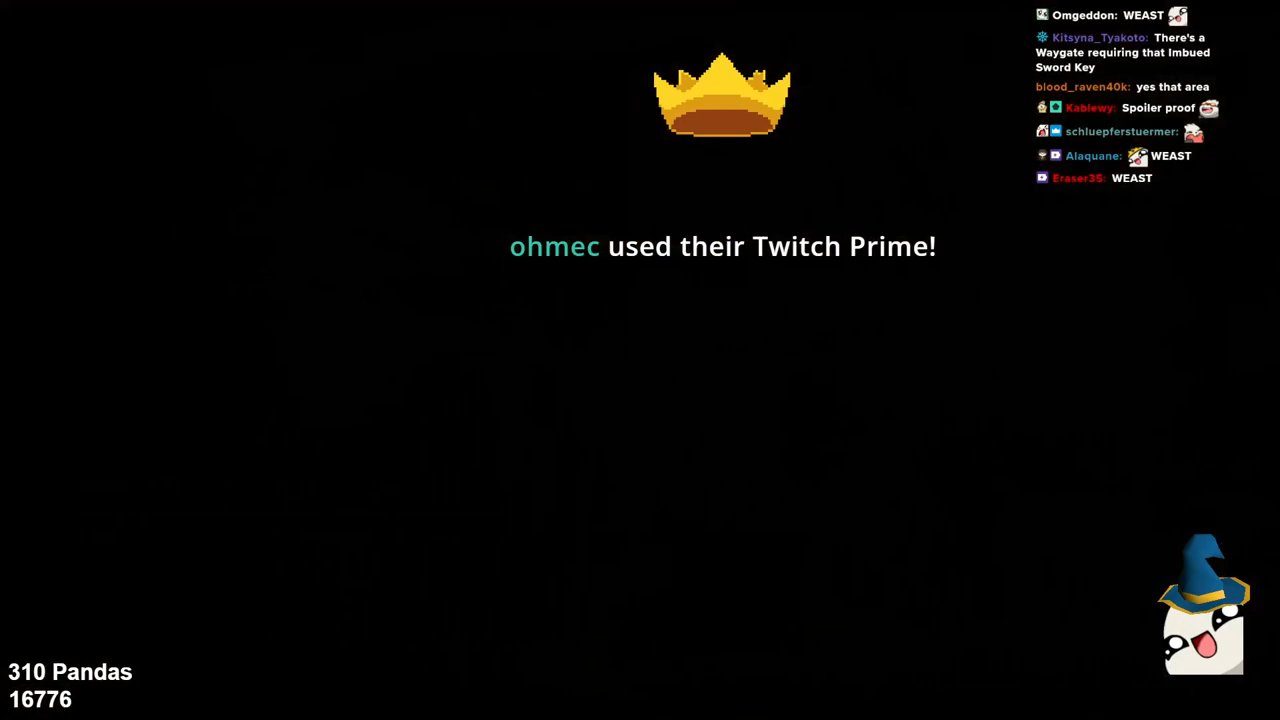 Omgeddon: WEAST
Kitsyna_Tyakoto: There's a
Waygate requiring that Imbued
Sword Key
blood_raven40k: yes that area
Kablewy: Spoiler proof
schluepferstuermer:
Alaquane: WEAST
Eraser35: WEAST
ohmec used their Twitch Prime!
310 Pandas
16776